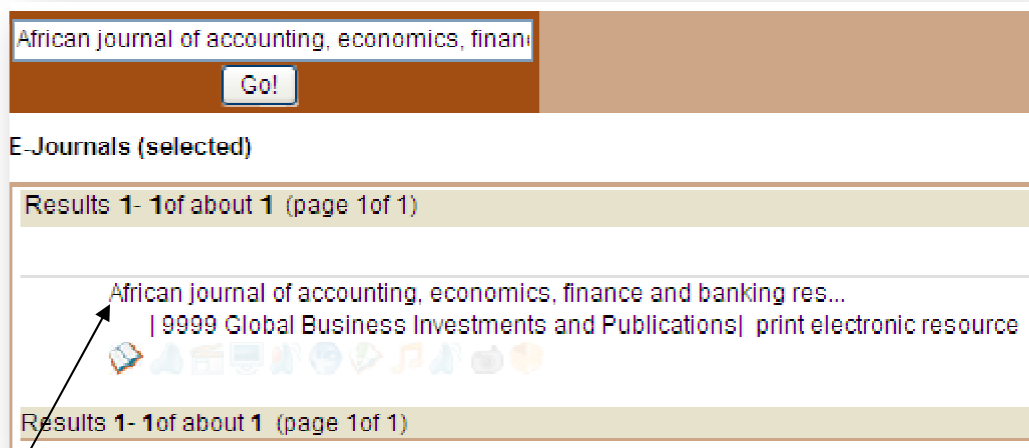 African journal of accounting, economics, finan
Go!
E-Journals (selected)
Results 1- 1of about 1 (page 1of 1)
African journal of accounting, economics, finance and banking res...
| 9999 Global Business Investments and Publications| print electronic resource
Results 1- 1of about 1 (page 1of 1)